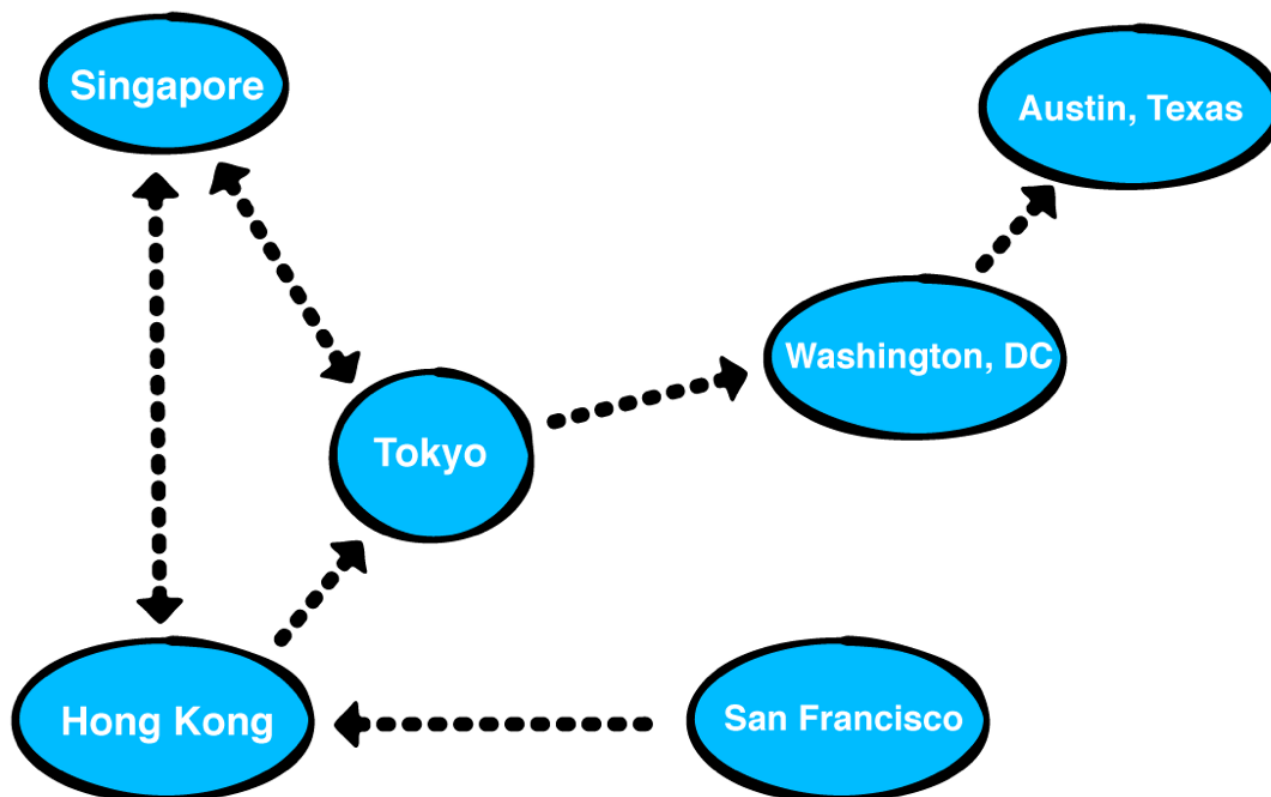 Singapore
Austin, Texas
Washington, DC
Tokyo
Hong Kong
San Francisco